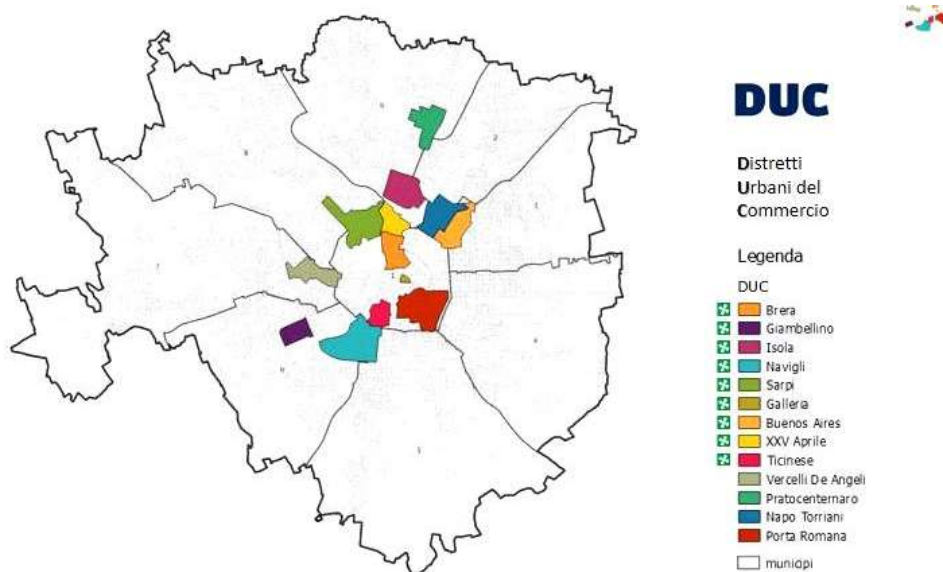 DUC
Distretti
Urbani del
Commercio
Legenda
DUC
Brera
Giambellino
Isola
Navigli
Sarpi
Galleria
Buenos Aires
XXV Aprile
Ticinese
Vercelli De Angeli
Pratocenternaro
Napo Torriani
Porta Romana
municipi